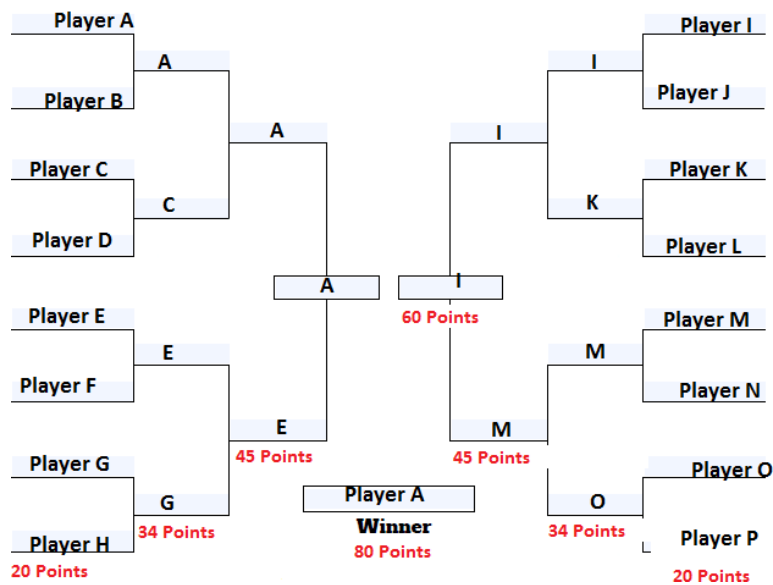 Player A
Player I
A
I
Player B
Player J
A
I
Player C
Player K
C
K
Player D
Player L
A
I
60 Points
Player E
Player M
E
M
Player F
Player N
E
M
45 Points
45 Points
Player G
Player O
Player A
G
O
Winner
34 Points
34 Points
Player H
Player P
80 Points
20 Points
20 Points